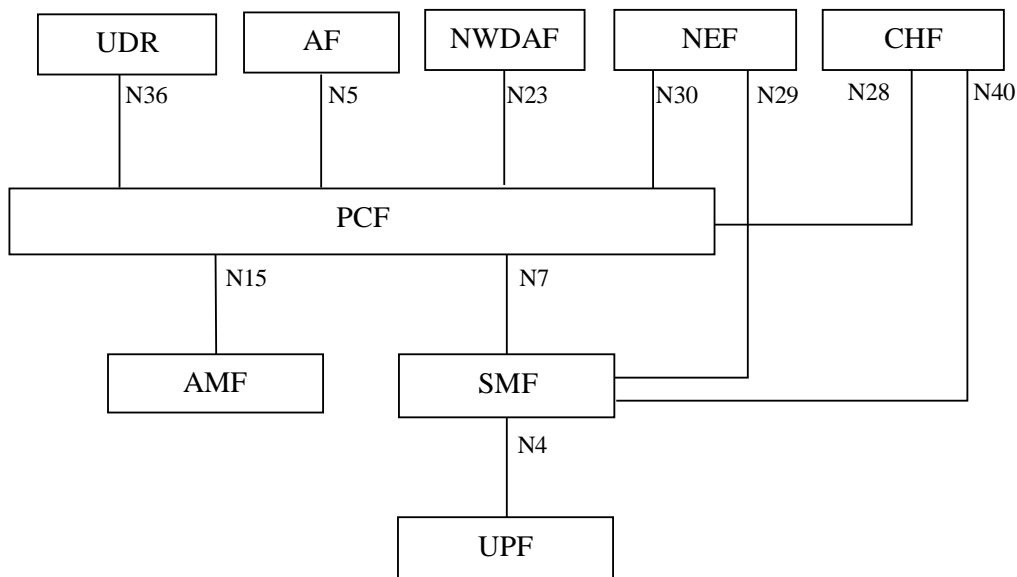 UDR
AF
NWDAF
NEF
CHF
N36
N5
N23
N30
N29
N28
N40
PCF
N15
N7
AMF
SMF
N4
UPF